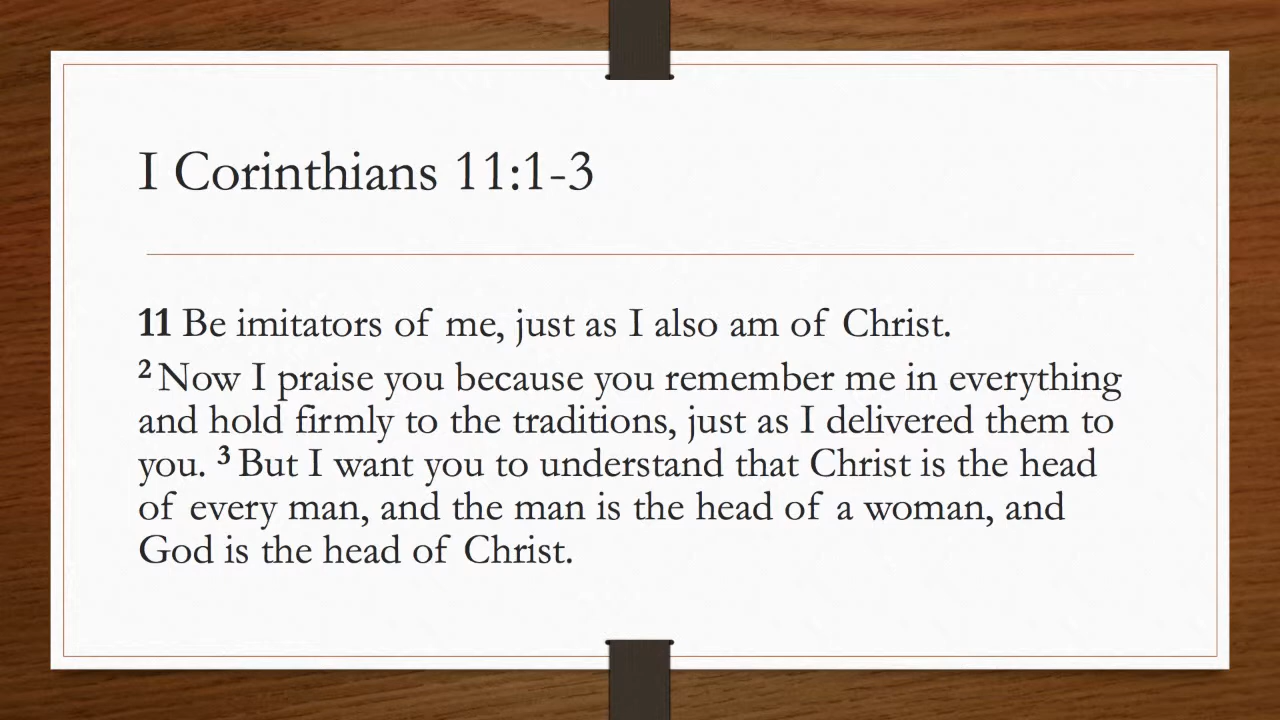 I Corinthians 11:1-3
11 Be imitators of me, just as I also am of Christ.
2 Now I praise you because you remember me in everything
and hold firmly to the traditions, just as I delivered them to
you. 3 But I want you to understand that Christ is the head
of every man, and the man is the head of a woman, and
God is the head of Christ.